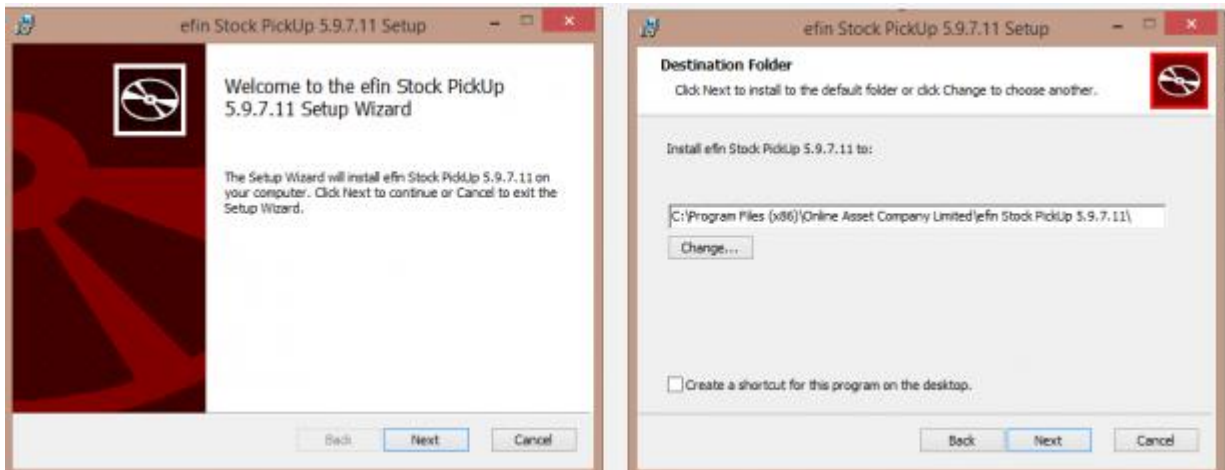 efin Stock PickUp 5.9.7.11 Setup
Welcome to the efin Stock PickUp
5.9.7.11 Setup Wizard
The Setup Wizard will install efin Stock PickUp 5.9.7.11 on
your computer. Click Next to continue or Cancel to exit the
Setup Wizard.
Back Next Cancel
efin Stock PickUp 5.9.7.11 Setup
Destination Folder
Click Next to install to the default folder or click Change to choose another.
Install efin Stock PickUp 5.9.7.11 to:
C:\Program Files (x86)\Online Asset Company Limited\efin Stock PickUp 5.9.7.11\
Change...
Create a shortcut for this program on the desktop.
Back Next Cancel